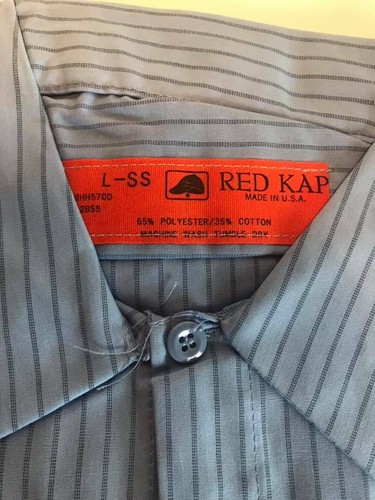 L-SS RED KAP
MADE IN U.S.A.
65% POLYESTER/35% COTTON
MACHINE WASH TUMBLE DRY